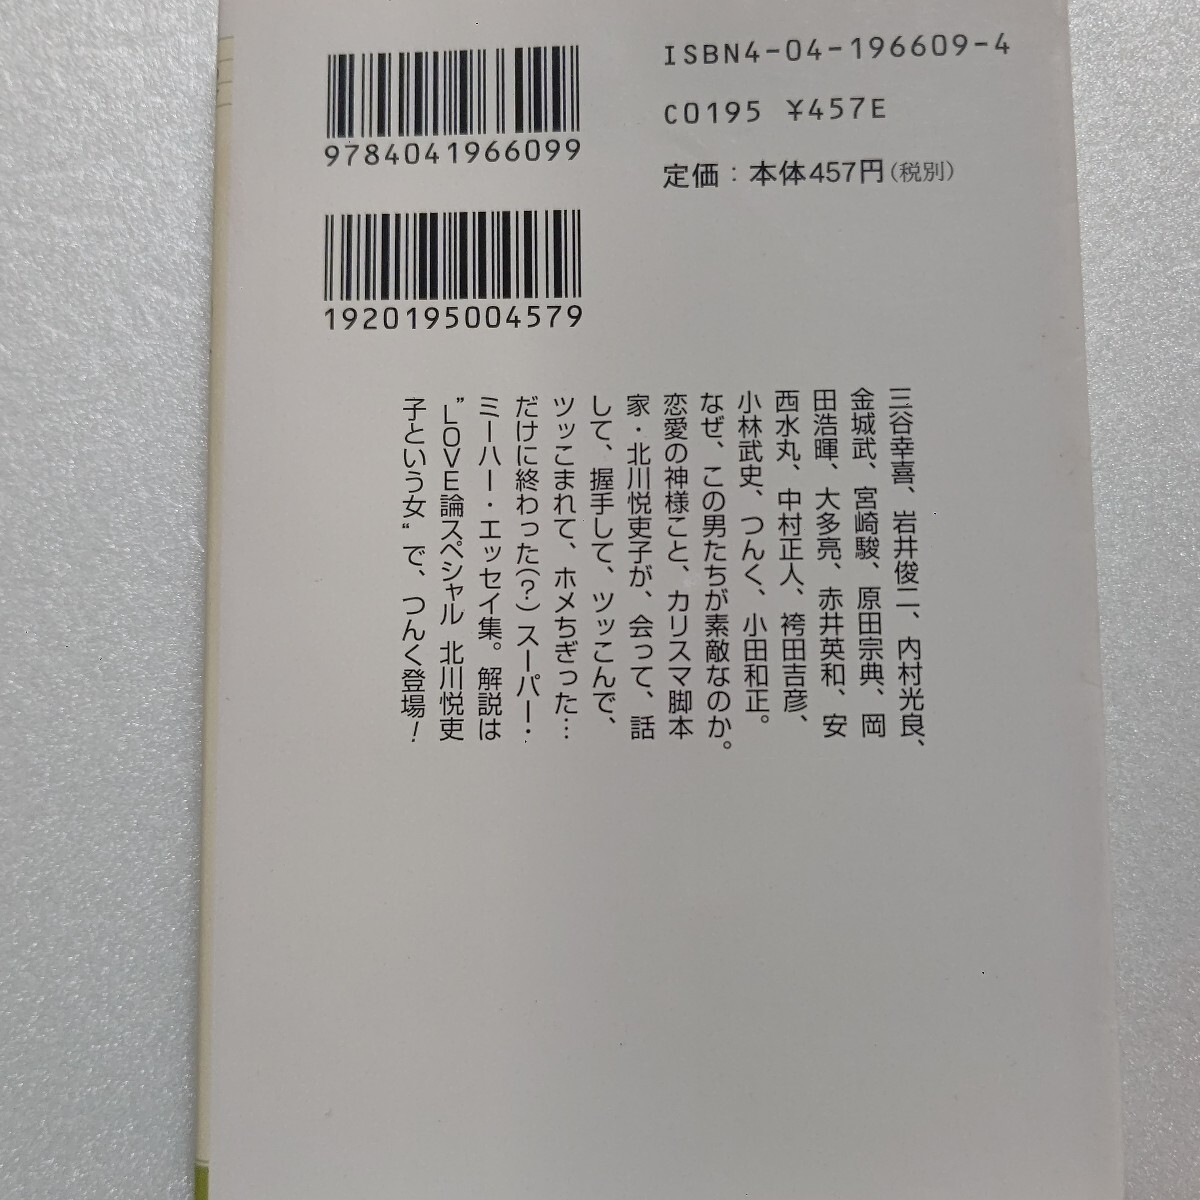 9784041966099
1920195004579
ISBN4-04-196609-4
C0195 ¥457E
定価：本体457円（税別）
三谷幸喜、岩井俊二、内村光良、
金城武、宮崎駿、原田宗典、岡
田浩暉、大多亮、赤井英和、安
西水丸、中村正人、袴田吉彦、
小林武史、つんく、小田和正。
なぜ、この男たちが素敵なのか。
恋愛の神様こと、カリスマ脚本
家・北川悦吏子が、会って、話
して、握手して、ツッこんで、
ツッこまれて、ホメちぎった…
だけに終わった(？)スーパー・
ミーハー・エッセイ集。解説は
"LOVE論スペシャル 北川悦吏
子という女"で、つんく登場！